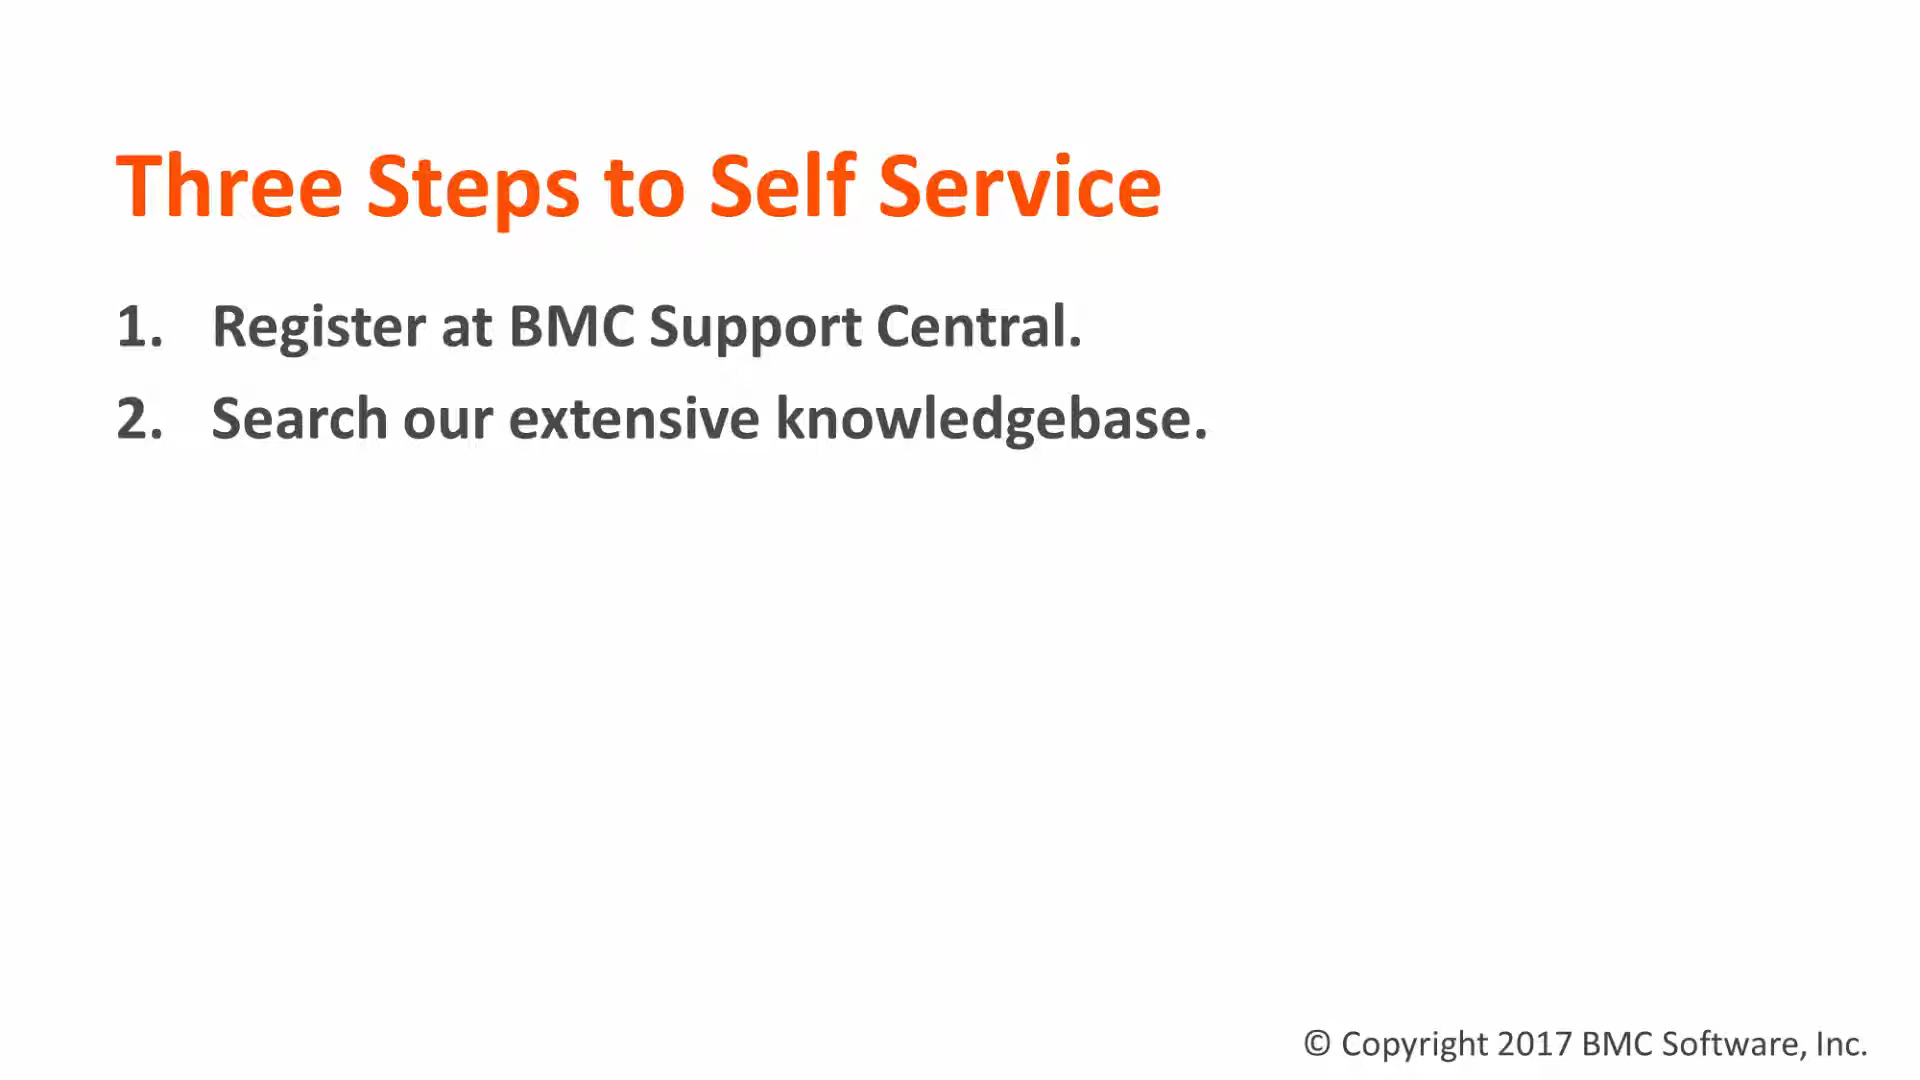 Three Steps to Self Service
1. Register at BMC Support Central.
2. Search our extensive knowledgebase.
© Copyright 2017 BMC Software, Inc.